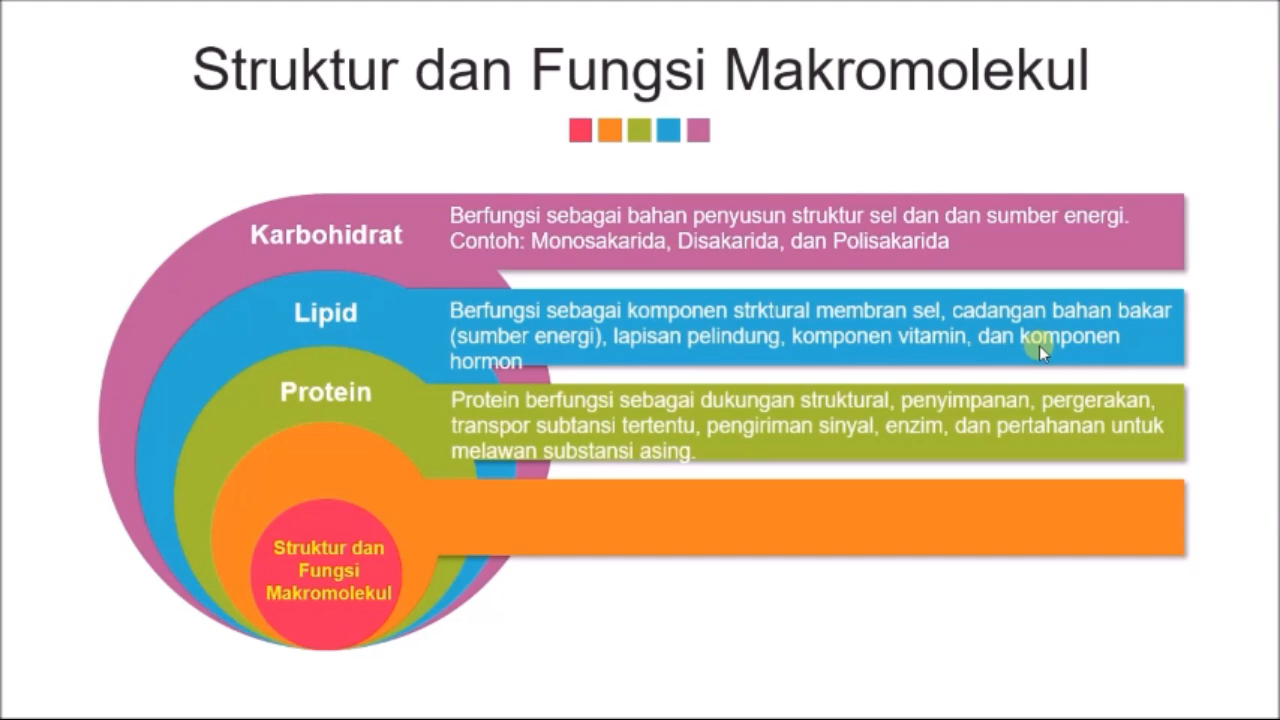 Struktur dan Fungsi Makromolekul
Karbohidrat
Berfungsi sebagai bahan penyusun struktur sel dan dan sumber energi.
Contoh: Monosakarida, Disakarida, dan Polisakarida
Lipid
Berfungsi sebagai komponen strktural membran sel, cadangan bahan bakar
(sumber energi), lapisan pelindung, komponen vitamin, dan komponen
hormon
Protein
Protein berfungsi sebagai dukungan struktural, penyimpanan, pergerakan,
transpor subtansi tertentu, pengiriman sinyal, enzim, dan pertahanan untuk
melawan substansi asing.
Struktur dan
Fungsi
Makromolekul